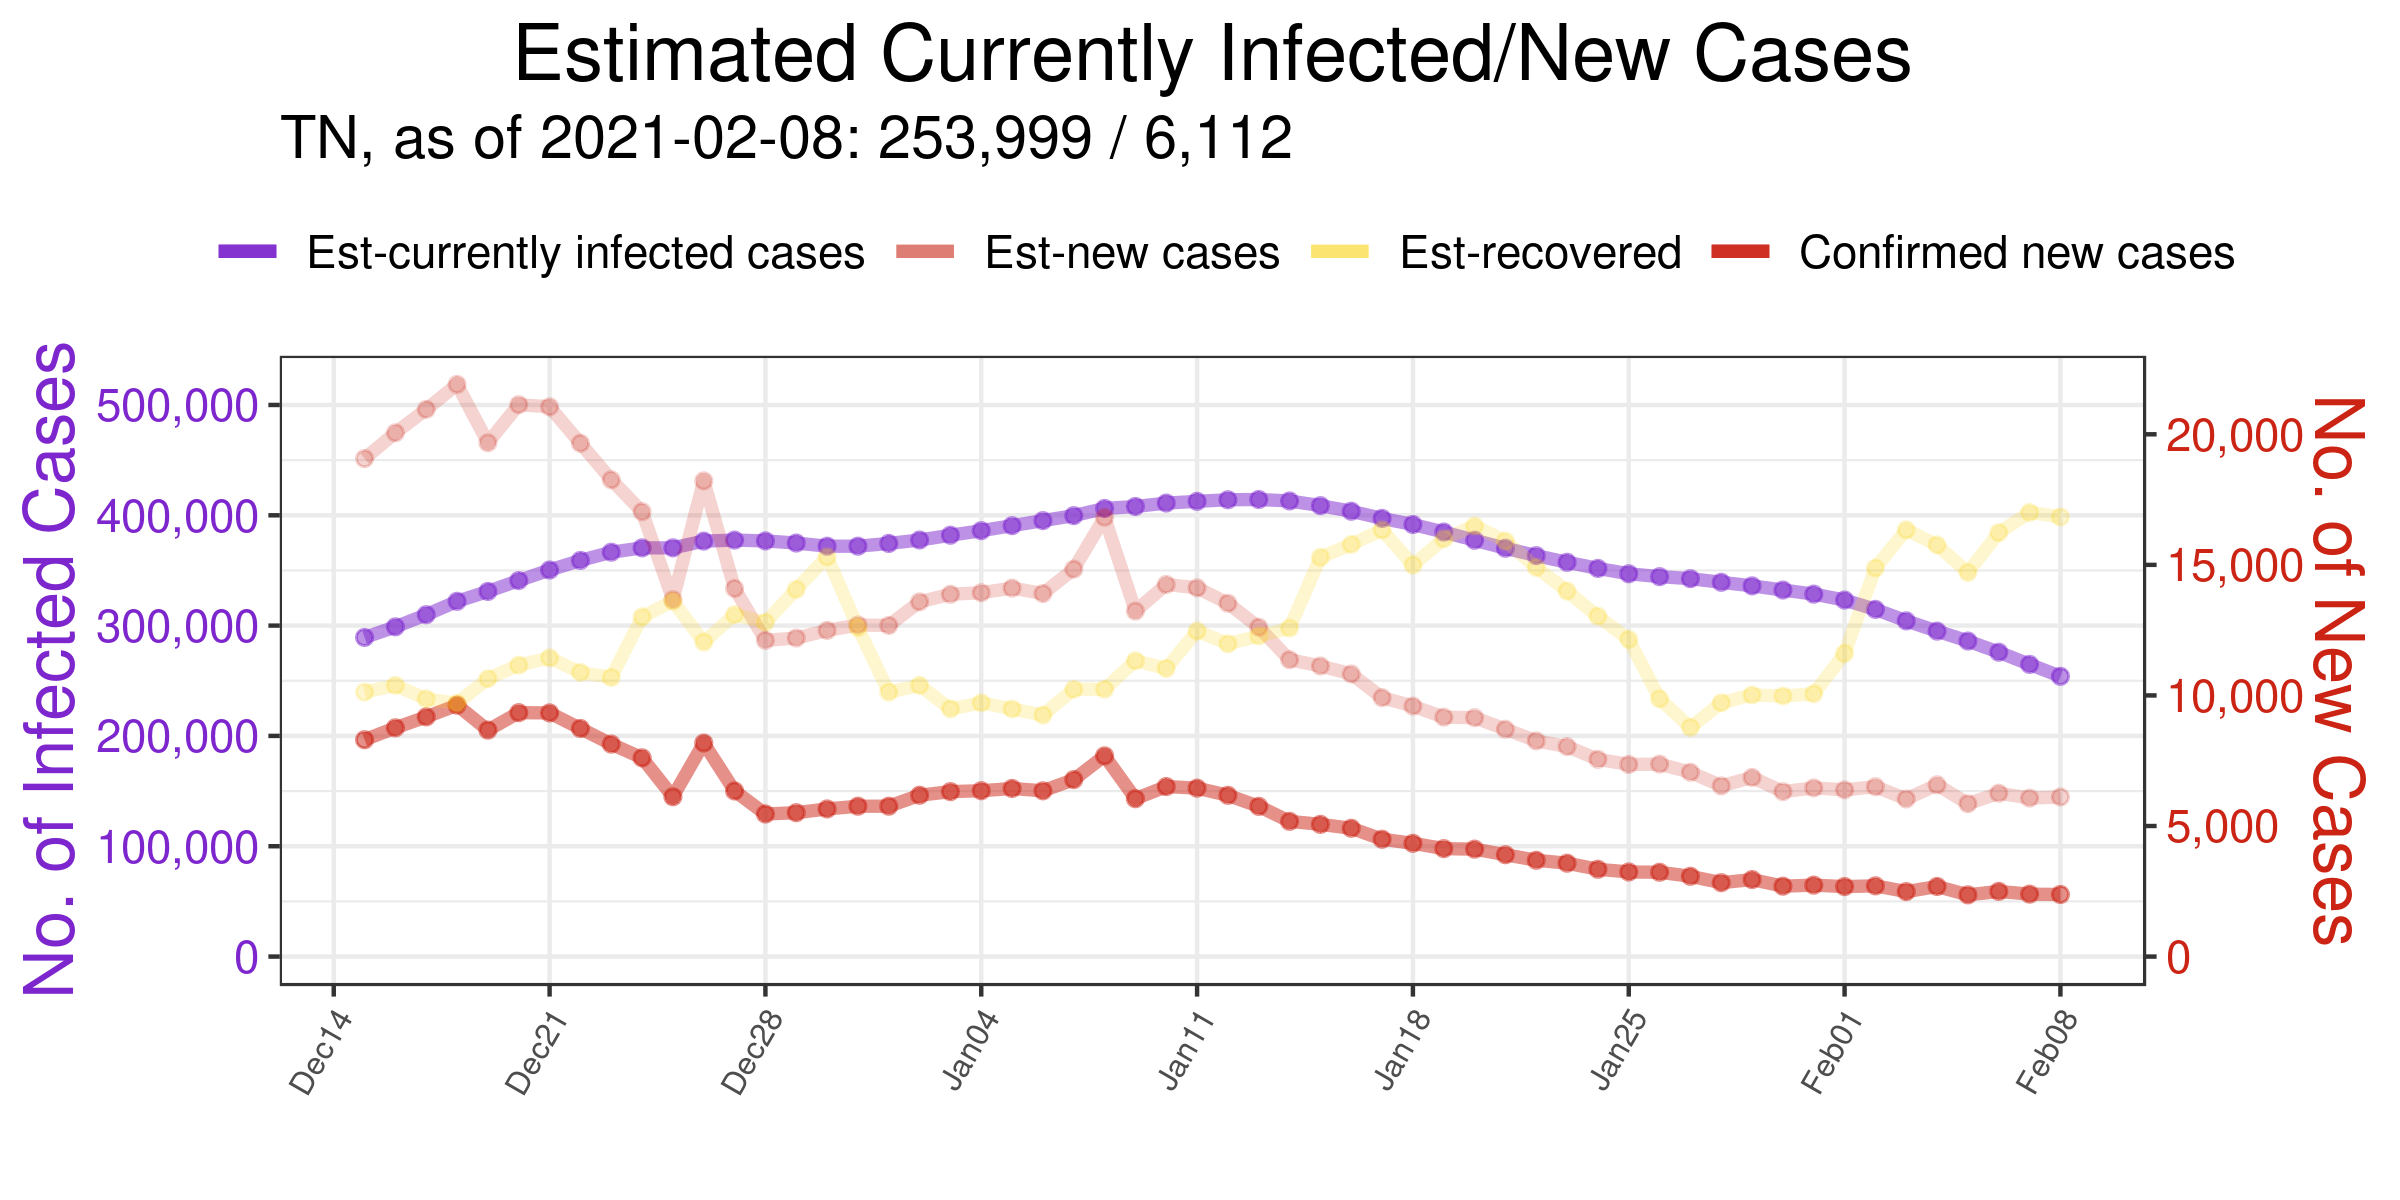 Estimated Currently Infected/New Cases
TN, as of 2021-02-08: 253,999 / 6,112
Est-currently infected cases Est-new cases Est-recovered Confirmed new cases
No. of Infected Cases
500,000
400,000
300,000
200,000
100,000
0
20,000
15,000
10,000
5,000
0
No. of New Cases
Dec14 Dec21 Dec28 Jan04 Jan11 Jan18 Jan25 Feb01 Feb08